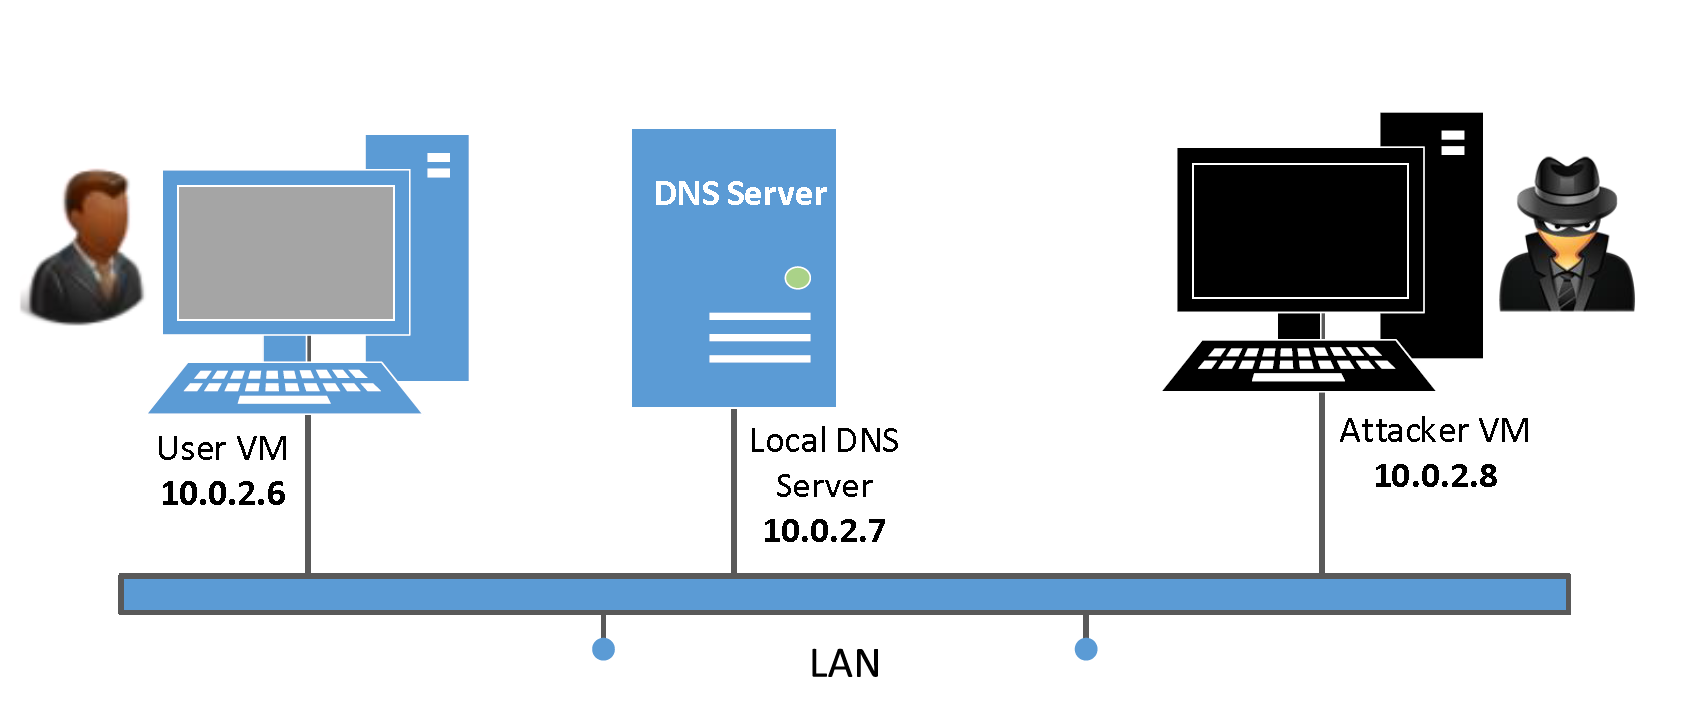 DNS Server
User VM
10.0.2.6
Local DNS
Server
10.0.2.7
Attacker VM
10.0.2.8
LAN